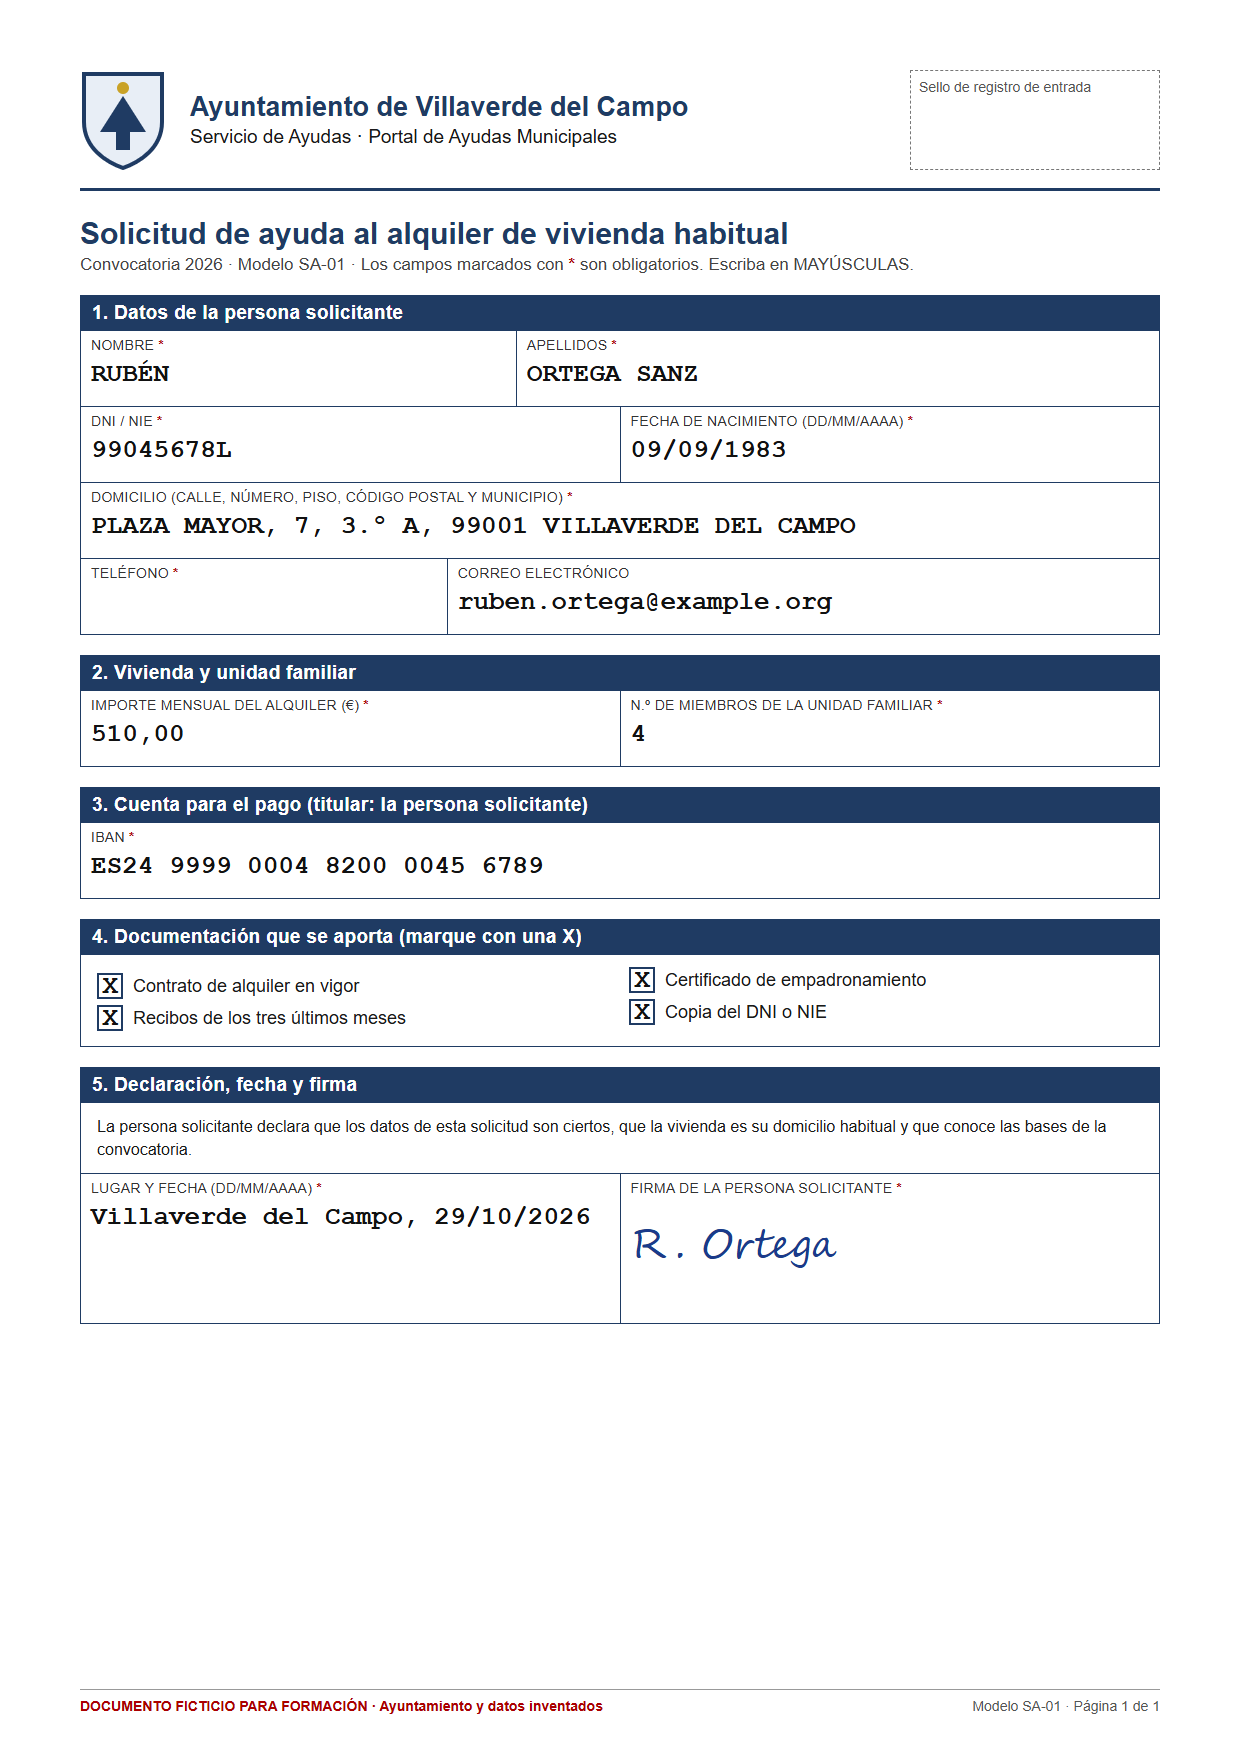 Ayuntamiento de Villaverde del Campo
Servicio de Ayudas · Portal de Ayudas Municipales
Sello de registro de entrada
Solicitud de ayuda al alquiler de vivienda habitual
Convocatoria 2026 · Modelo SA-01 · Los campos marcados con * son obligatorios. Escriba en MAYÚSCULAS.
1. Datos de la persona solicitante
NOMBRE *
RUBÉN
APELLIDOS *
ORTEGA SANZ
DNI / NIE *
99045678L
FECHA DE NACIMIENTO (DD/MM/AAAA) *
09/09/1983
DOMICILIO (CALLE, NÚMERO, PISO, CÓDIGO POSTAL Y MUNICIPIO) *
PLAZA MAYOR, 7, 3.º A, 99001 VILLAVERDE DEL CAMPO
TELÉFONO *
CORREO ELECTRÓNICO
ruben.ortega@example.org
2. Vivienda y unidad familiar
IMPORTE MENSUAL DEL ALQUILER (€) *
510,00
N.º DE MIEMBROS DE LA UNIDAD FAMILIAR *
4
3. Cuenta para el pago (titular: la persona solicitante)
IBAN *
ES24 9999 0004 8200 0045 6789
4. Documentación que se aporta (marque con una X)
X Contrato de alquiler en vigor
X Recibos de los tres últimos meses
X Certificado de empadronamiento
X Copia del DNI o NIE
5. Declaración, fecha y firma
La persona solicitante declara que los datos de esta solicitud son ciertos, que la vivienda es su domicilio habitual y que conoce las bases de la
convocatoria.
LUGAR Y FECHA (DD/MM/AAAA) *
Villaverde del Campo, 29/10/2026
FIRMA DE LA PERSONA SOLICITANTE *
R. Ortega
DOCUMENTO FICTICIO PARA FORMACIÓN · Ayuntamiento y datos inventados
Modelo SA-01 · Página 1 de 1